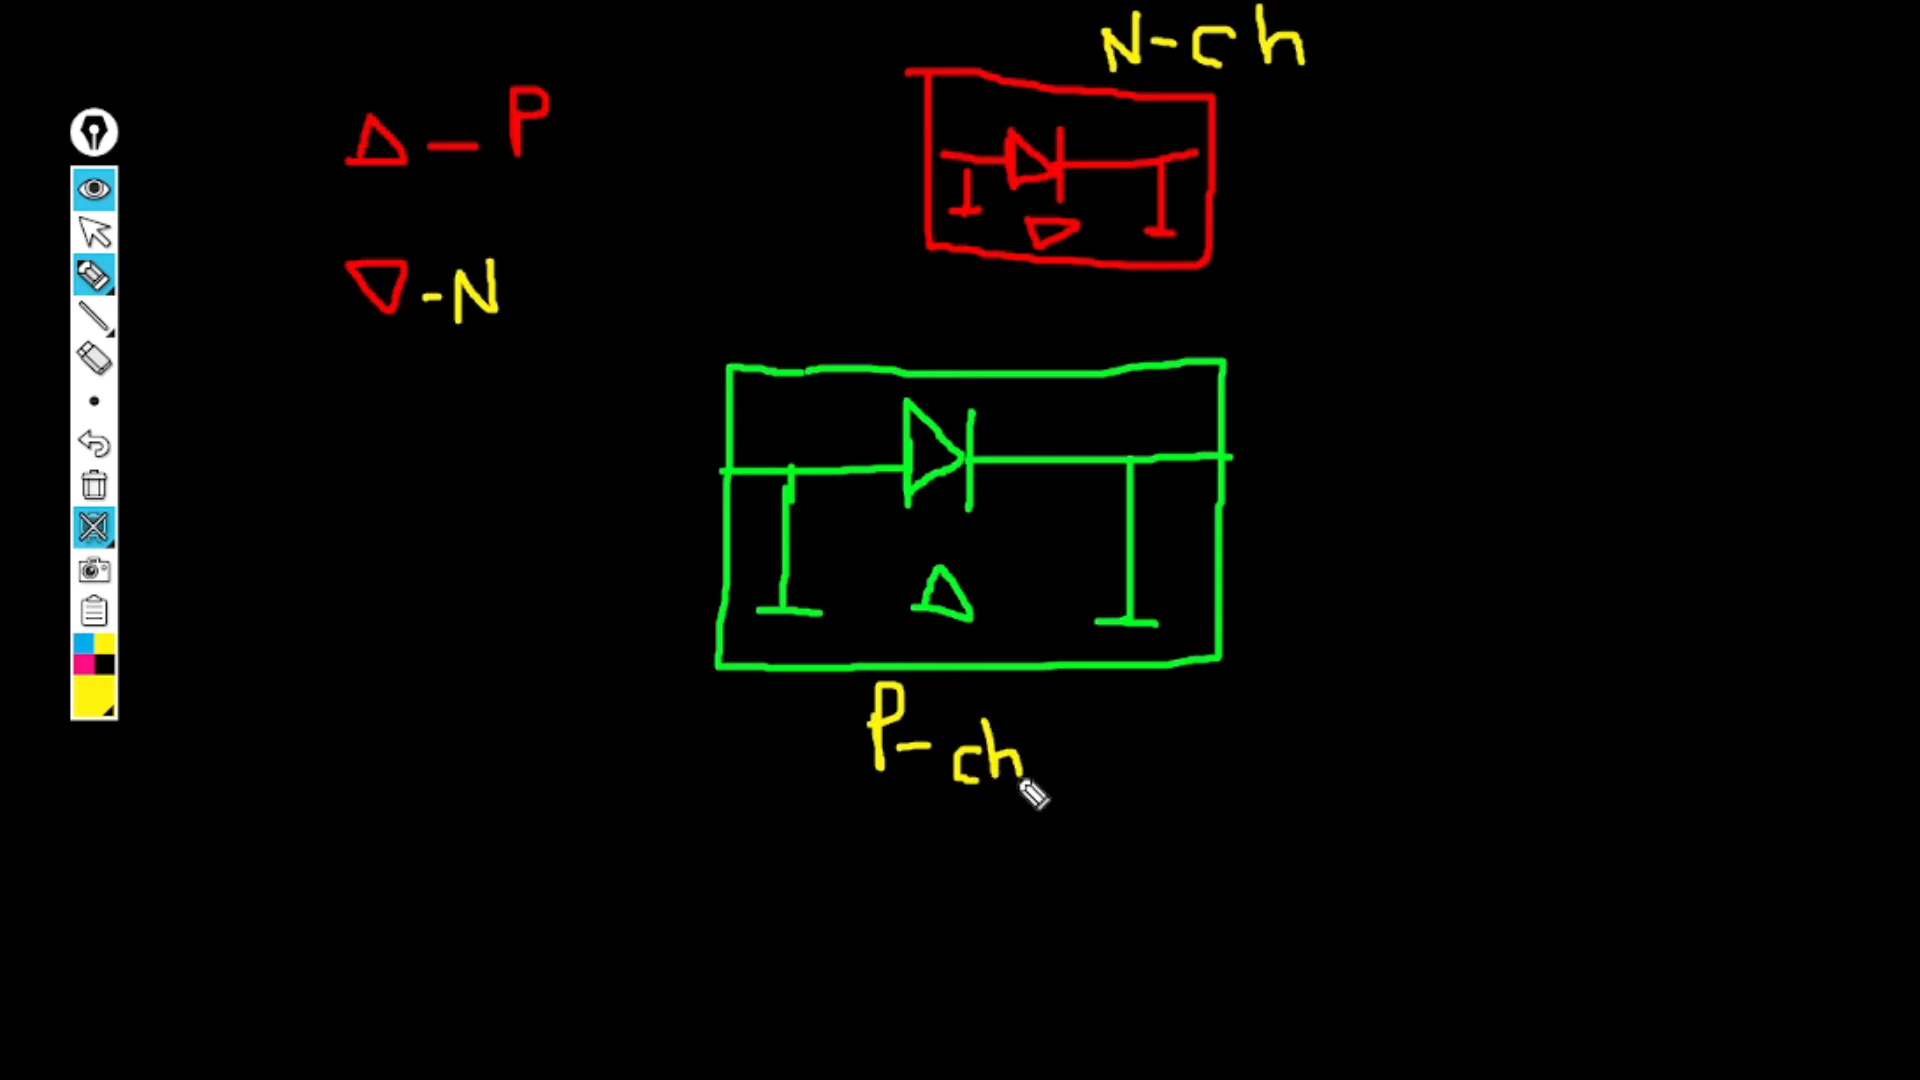 N-ch
△ - P
▽ - N
P-ch